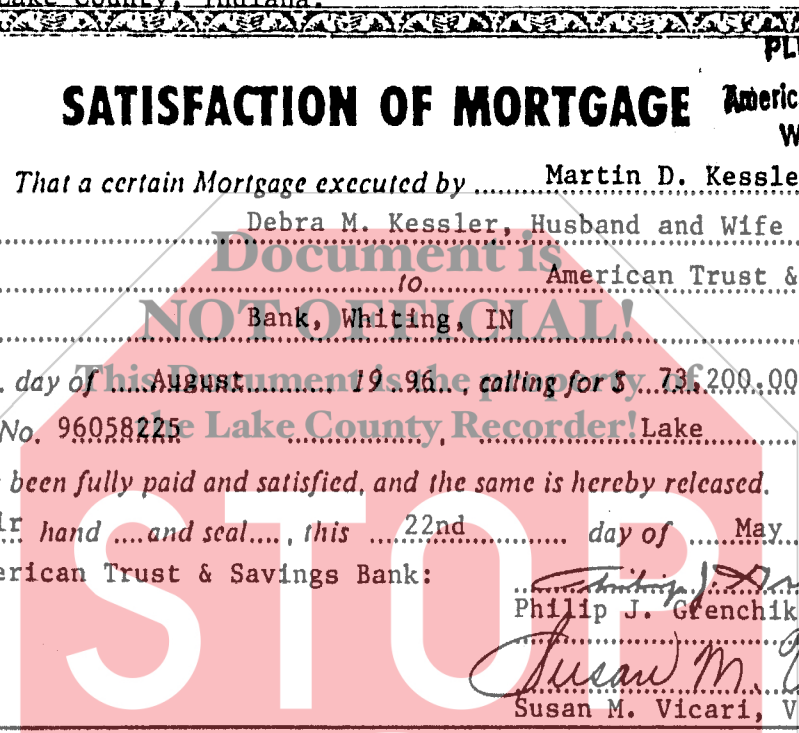 Lake County, Indiana.
PL
SATISFACTION OF MORTGAGE Americ
W
That a certain Mortgage executed by ........ Martin D. Kessle
Debra M. Kessler, Husband and Wife
Document is
to American Trust &
NOT OFFICIAL!
Bank, Whiting, IN
day of August 19 96, calling for $ 73,200.00
This Document is the property of
No. 96058225 , Lake
the Lake County Recorder!
been fully paid and satisfied, and the same is hereby released.
ir hand ....and seal...., this ....22nd.... day of ....May
erican Trust & Savings Bank:
Philip J. Grenchik
Susan M.
Susan M. Vicari, V
STOP